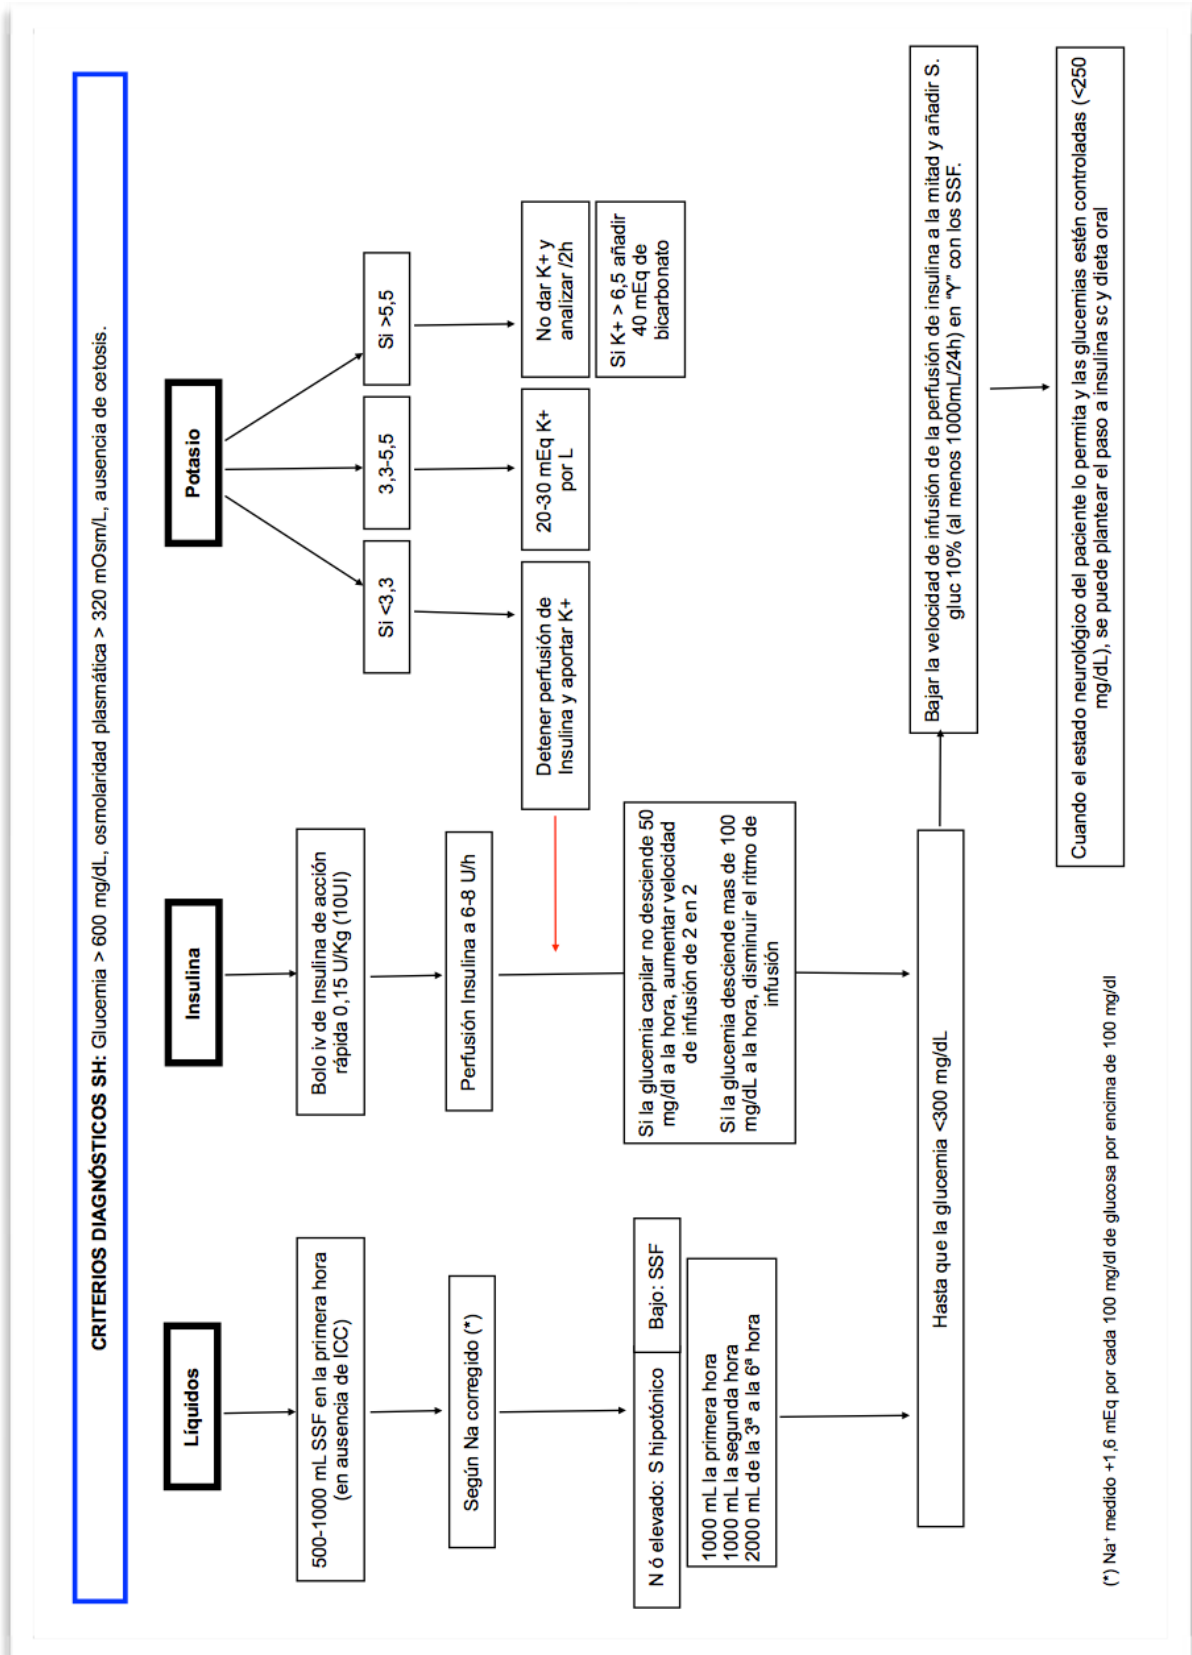 CRITERIOS DIAGNÓSTICOS SH: Glucemia > 600 mg/dL, osmolaridad plasmática > 320 mOsm/L, ausencia de cetosis.
Líquidos
500-1000 mL SSF en la primera hora
(en ausencia de ICC)
Según Na corregido (*)
N ó elevado: S hipotónico
Bajo: SSF
1000 mL la primera hora
1000 mL la segunda hora
2000 mL de la 3ª a la 6ª hora
Insulina
Bolo iv de Insulina de acción
rápida 0,15 U/Kg (10UI)
Perfusión Insulina a 6-8 U/h
Si la glucemia capilar no desciende 50
mg/dl a la hora, aumentar velocidad
de infusión de 2 en 2
Si la glucemia desciende mas de 100
mg/dL a la hora, disminuir el ritmo de
infusión
Potasio
Si <3,3
3,3-5,5
Si >5,5
Detener perfusión de
Insulina y aportar K+
20-30 mEq K+
por L
No dar K+ y
analizar /2h
Si K+ > 6,5 añadir
40 mEq de
bicarbonato
Hasta que la glucemia <300 mg/dL
Bajar la velocidad de infusión de la perfusión de insulina a la mitad y añadir S.
gluc 10% (al menos 1000mL/24h) en “Y” con los SSF.
Cuando el estado neurológico del paciente lo permita y las glucemias estén controladas (<250
mg/dL), se puede plantear el paso a insulina sc y dieta oral
(*) Na⁺ medido +1,6 mEq por cada 100 mg/dl de glucosa por encima de 100 mg/dl